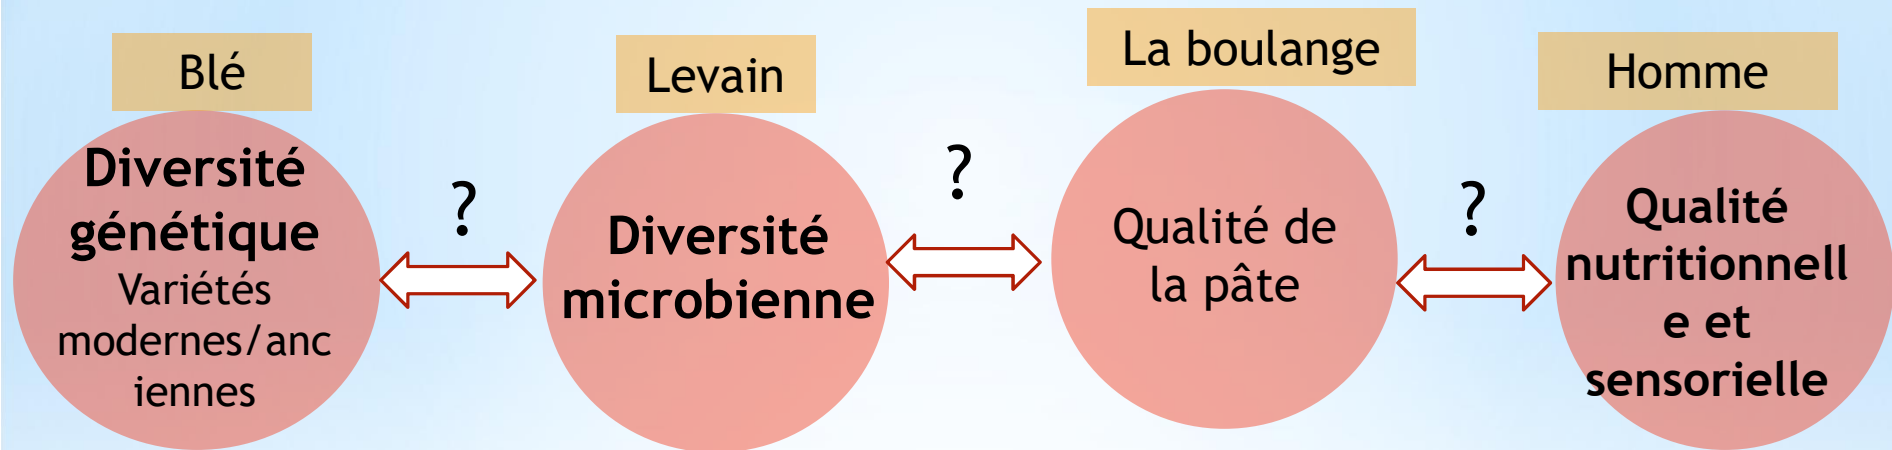 Blé
Diversité
génétique
Variétés
modernes/anc
iennes
?
Levain
Diversité
microbienne
?
La boulange
Qualité de
la pâte
?
Homme
Qualité
nutritionnell
e et
sensorielle